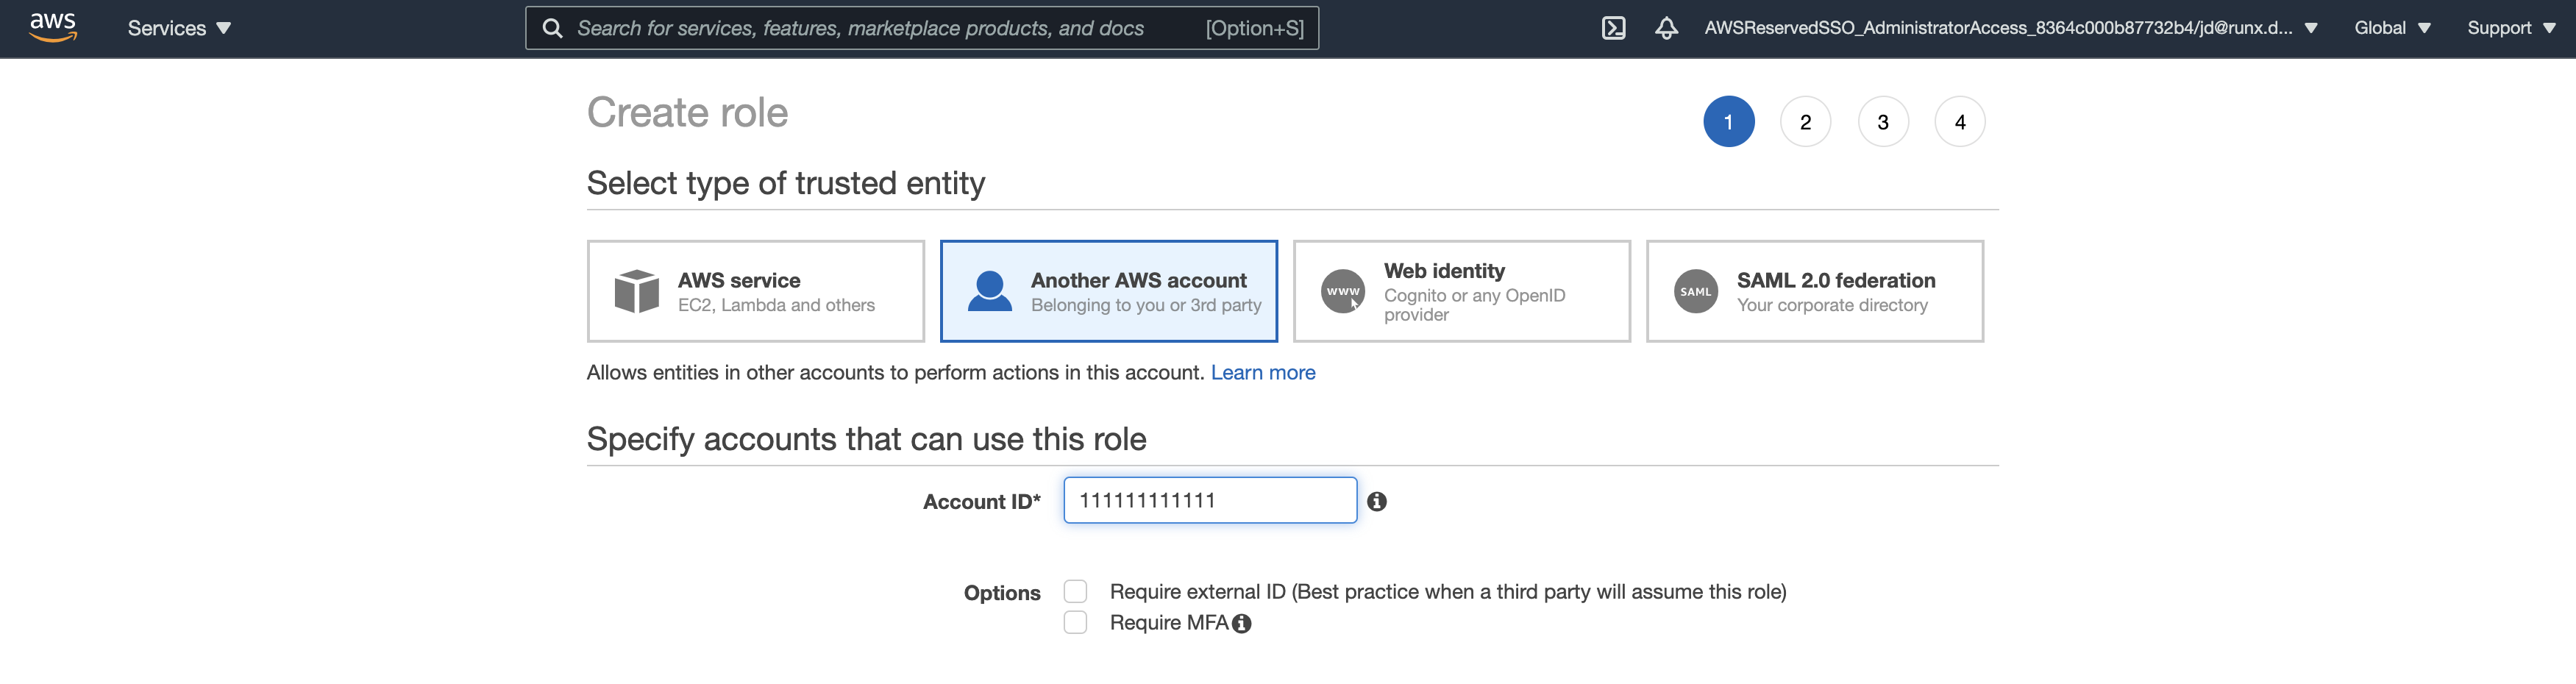 aws Services Search for services, features, marketplace products, and docs [Option+S] AWSReservedSSO_AdministratorAccess_8364c000b87732b4/jd@runx.d... Global Support
Create role 1 2 3 4
Select type of trusted entity
AWS service
EC2, Lambda and others
Another AWS account
Belonging to you or 3rd party
www
Web identity
Cognito or any OpenID
provider
SAML
SAML 2.0 federation
Your corporate directory
Allows entities in other accounts to perform actions in this account. Learn more
Specify accounts that can use this role
Account ID* 111111111111
Options Require external ID (Best practice when a third party will assume this role)
Require MFA